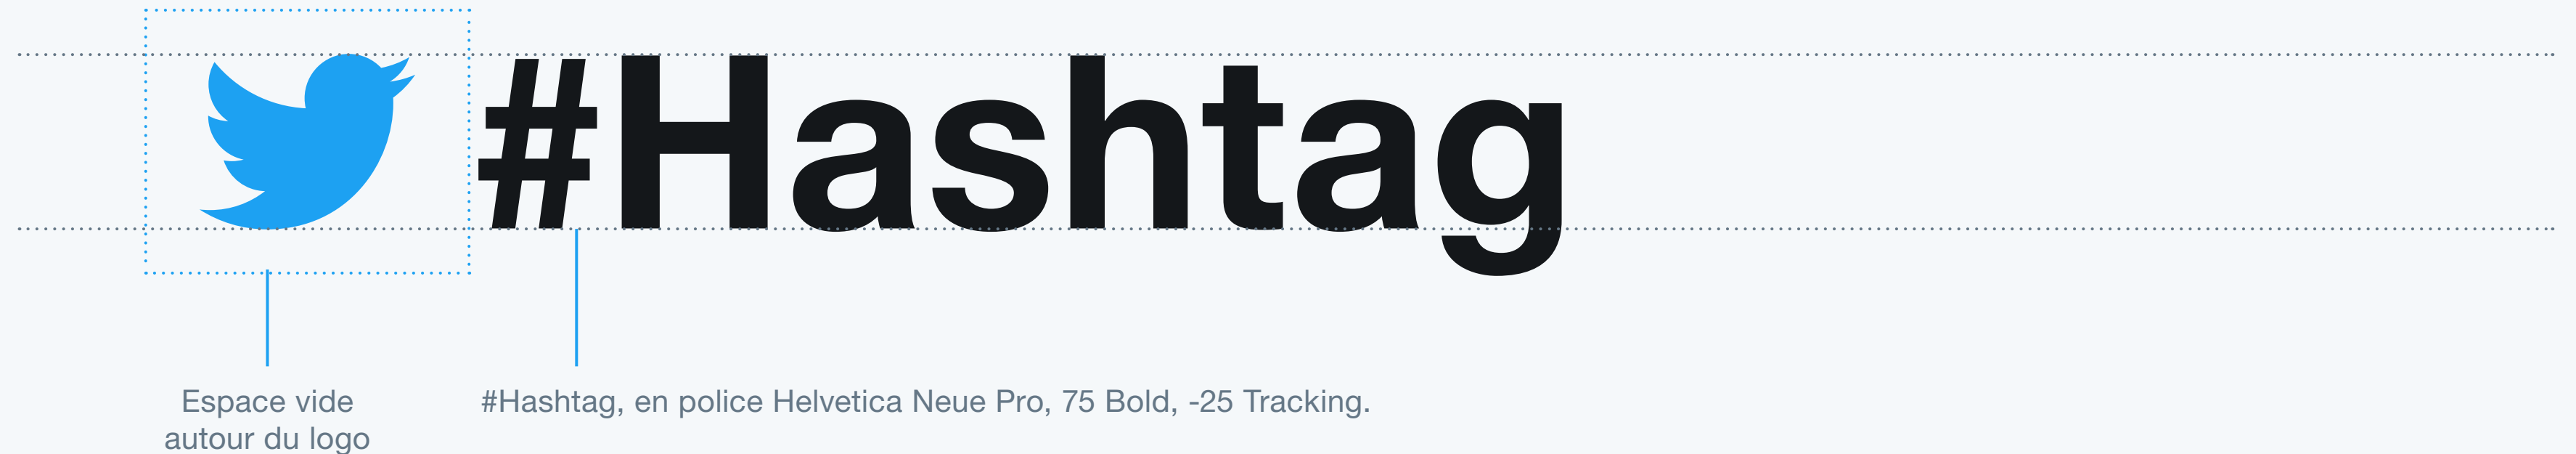 #Hashtag
Espace vide
autour du logo
#Hashtag, en police Helvetica Neue Pro, 75 Bold, -25 Tracking.